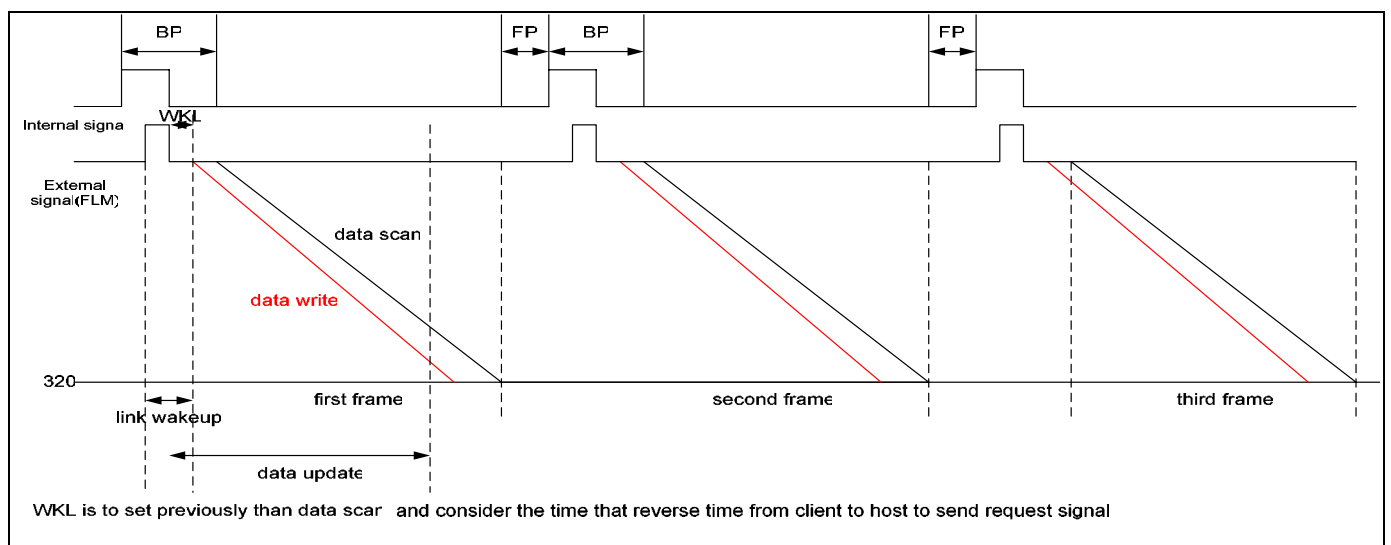 BP FP BP FP
WKL
Internal signa
External
signal(FLM)
data scan
data write
320
first frame second frame third frame
link wakeup
data update
WKL is to set previously than data scan and consider the time that reverse time from client to host to send request signal